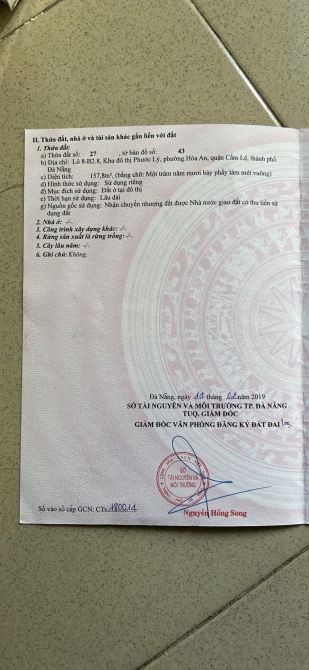 II. Thửa đất, nhà ở và tài sản khác gắn liền với đất
1. Thửa đất:
a) Thửa đất số: 27 , tờ bản đồ số: 43
b) Địa chỉ: Lô 8-B2.8, Khu đô thị Phước Lý, phường Hòa An, quận Cẩm Lệ, thành phố
Đà Nẵng
c) Diện tích: 157,8m², (bằng chữ: Một trăm năm mươi bảy phẩy tám mét vuông)
d) Hình thức sử dụng: Sử dụng riêng
đ) Mục đích sử dụng: Đất ở tại đô thị
e) Thời hạn sử dụng: Lâu dài
g) Nguồn gốc sử dụng: Nhận chuyển nhượng đất được Nhà nước giao đất có thu tiền sử
dụng đất
2. Nhà ở: -/-.
3. Công trình xây dựng khác: -/-.
4. Rừng sản xuất là rừng trồng: -/-.
5. Cây lâu năm: -/-.
6. Ghi chú: Không.
Đà Nẵng, ngày tháng năm 2019
SỞ TÀI NGUYÊN VÀ MÔI TRƯỜNG TP. ĐÀ NẴNG
TUQ. GIÁM ĐỐC
GIÁM ĐỐC VĂN PHÒNG ĐĂNG KÝ ĐẤT ĐAI
SỞ
TÀI NGUYÊN VÀ
MÔI TRƯỜNG
Số vào sổ cấp GCN: CTs 180014
Nguyễn Hồng Song